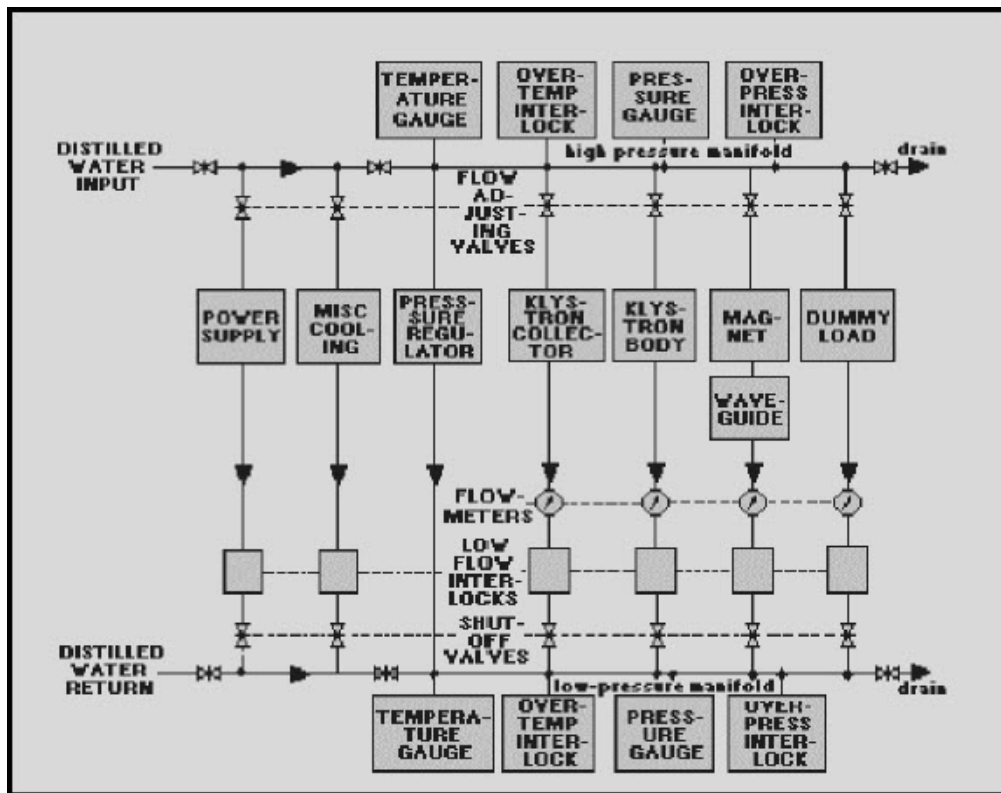 TEMPER-
ATURE
GAUGE
OVER-
TEMP
INTER-
LOCK
PRES-
SURE
GAUGE
OVER-
PRESS
INTER-
LOCK
DISTILLED
WATER
INPUT
high pressure manifold
drain
FLOW
AD-
JUST-
ING
VALVES
POWER
SUPPLY
MISC
COOL-
ING
PRESS-
SURE
REGU-
LATOR
KLYS-
TRON
COLLEC-
TOR
KLYS-
TRON
BODY
MAG-
NET
DUMMY
LOAD
WAVE-
GUIDE
FLOW-
METERS
LOW
FLOW
INTER-
LOCKS
SHUT-
OFF
VALVES
DISTILLED
WATER
RETURN
low-pressure manifold
drain
TEMPERA-
TURE
GAUGE
OVER-
TEMP
INTER-
LOCK
PRESS-
URE
GAUGE
OVER-
PRESS
INTER-
LOCK